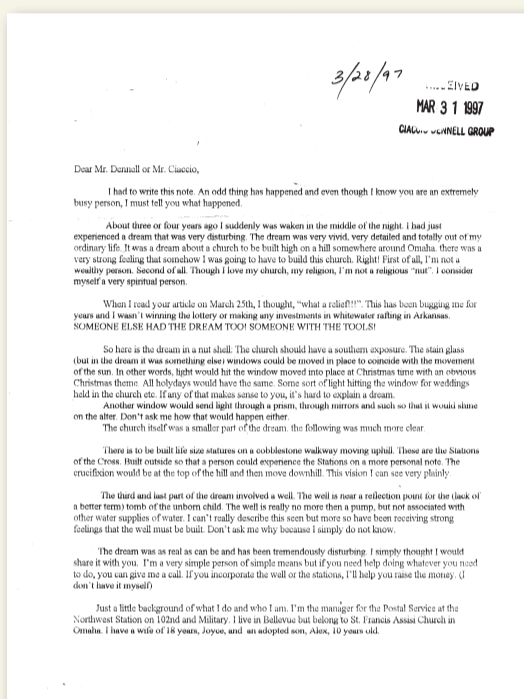 3/28/97
MAR 31 1997
Dear Mr. Dennell or Mr. Ciaccio,
I had to write this note. An odd thing has happened and even though I know you are an extremely
busy person, I must tell you what happened.
About three or four years ago I suddenly was waken in the middle of the night. I had just
experienced a dream that was very disturbing. The dream was very vivid, very detailed and totally out of my
ordinary life. It was a dream about a church to be built high on a hill somewhere around Omaha. there was a
very strong feeling that somehow I was going to have to build this church. Right! First of all, I'm not a
wealthy person. Second of all. Though I love my church, my religion, I'm not a religious "nut". I consider
myself a very spiritual person.
When I read your article on March 25th, I thought, "what a relief!!". This has been bugging me for
years and I wasn't winning the lottery or making any investments in whitewater rafting in Arkansas.
SOMEONE ELSE HAD THE DREAM TOO! SOMEONE WITH THE TOOLS!
So here is the dream in a nut shell: The church should have a southern exposure. The stain glass
(but in the dream it was something else) windows could be moved in place to coincide with the movement
of the sun. In other words, light would hit the window moved into place at Christmas time with an obvious
Christmas theme. All holydays would have the same. Some sort of light hitting the window for weddings
held in the church etc. If any of that makes sense to you, it's hard to explain a dream.
Another window would send light through a prism, through mirrors and such so that it would shine
on the alter. Don't ask me how that would happen either.
The church itself was a smaller part of the dream. the following was much more clear.
There is to be built life size statures on a cobblestone walkway moving uphill. These are the Stations
of the Cross. Built outside so that a person could experience the Stations on a more personal note. The
crucifixion would be at the top of the hill and then move downhill. This vision I can see very plainly.
The third and last part of the dream involved a well. The well is near a reflection point for the (lack of
a better term) tomb of the unborn child. The well is really no more then a pump, but not associated with
other water supplies of water. I can't really describe this seen but more so have been receiving strong
feelings that the well must be built. Don't ask me why because I simply do not know.
The dream was as real as can be and has been tremendously disturbing. I simply thought I would
share it with you. I'm a very simple person of simple means but if you need help doing whatever you need
to do, you can give me a call. If you incorporate the well or the stations, I'll help you raise the money. (I
don't have it myself)
Just a little background of what I do and who I am. I'm the manager for the Postal Service at the
Northwest Station on 102nd and Military. I live in Bellevue but belong to St. Francis Assisi Church in
Omaha. I have a wife of 18 years, Joyce, and an adopted son, Alex, 10 years old.